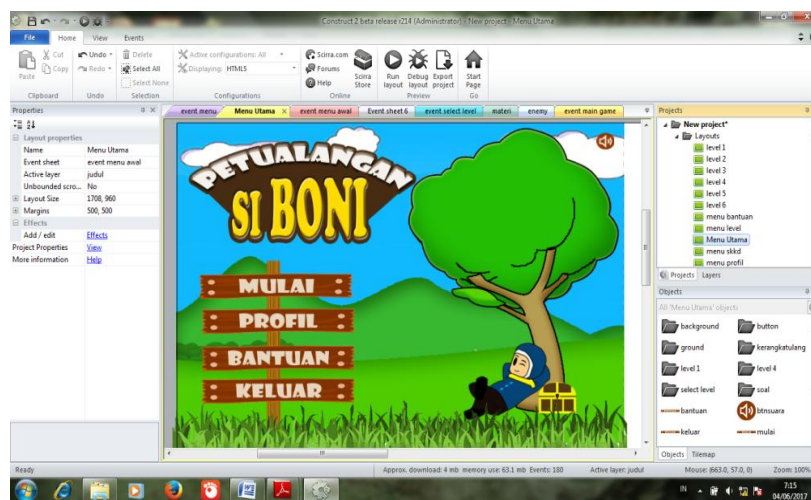 Construct 2 beta release r214 (Administrator) - New project - Menu Utama
File Home View Events
Paste
Cut
Copy
Clipboard
Undo
Redo
Undo
Delete
Select All
Select None
Selection
Active configurations: All
Displaying: HTML5
Configurations
Scirra.com
Forums
Help
Scirra Store
Online
Run layout
Debug layout
Export project
Preview
Start Page
Go
Properties
Layout properties
Name Menu Utama
Event sheet event menu awal
Active layer judul
Unbounded scro... No
Layout Size 1708, 960
Margins 500, 500
Effects
Add / edit Effects
Project Properties View
More information Help
event menu Menu Utama event menu awal Event sheet 6 event select level materi enemy event main game
PETUALANGAN
SI BONI
MULAI
PROFIL
BANTUAN
KELUAR
Projects
New project*
Layouts
level 1
level 2
level 3
level 4
level 5
level 6
menu bantuan
menu level
Menu Utama
menu skkd
menu profil
Projects Layers
Objects
All 'Menu Utama' objects
background button
ground kerangkatulang
level 1 level 4
select level soal
bantuan btnsuara
keluar mulai
Objects Tilemap
Ready Approx. download: 4 mb memory use: 63.1 mb Events: 180 Active layer: judul Mouse: (663.0, 57.0, 0) Zoom: 100%
IN 7:15
04/06/2017